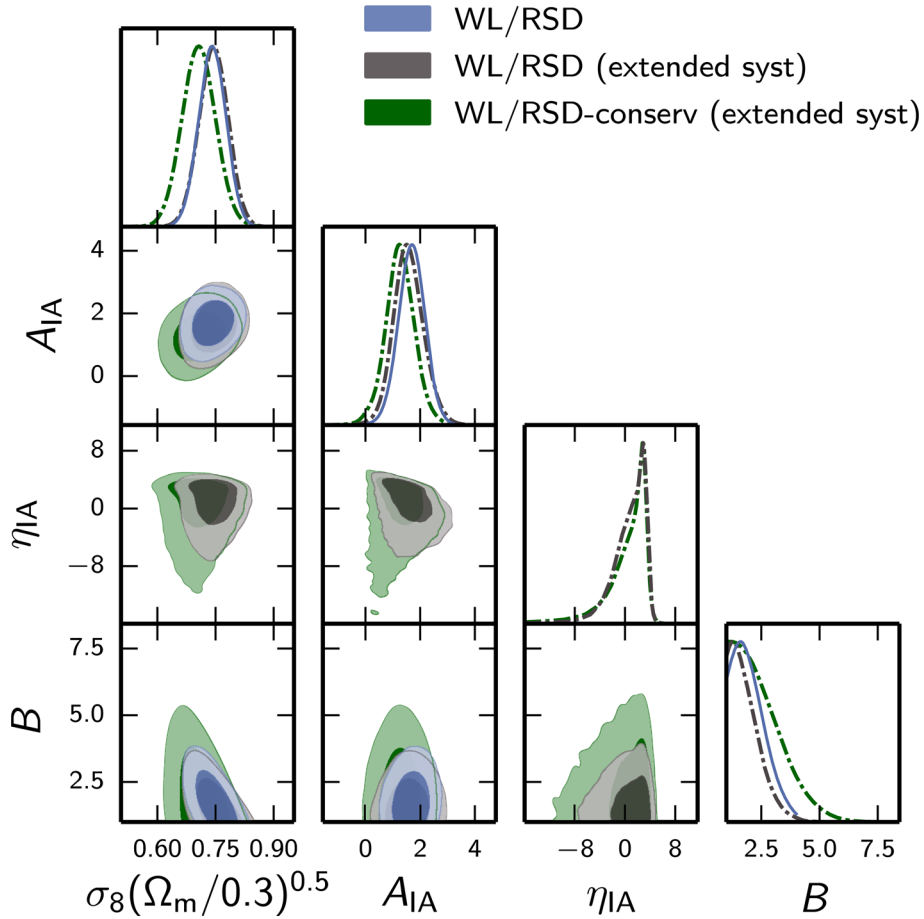 WL/RSD
WL/RSD (extended syst)
WL/RSD-conserv (extended syst)
4
2
0
A_IA
8
0
−8
η_IA
7.5
5.0
2.5
B
0.60 0.75 0.90
0 2 4
−8 0 8
2.5 5.0 7.5
σ₈(Ωₘ/0.3)^0.5
A_IA
η_IA
B